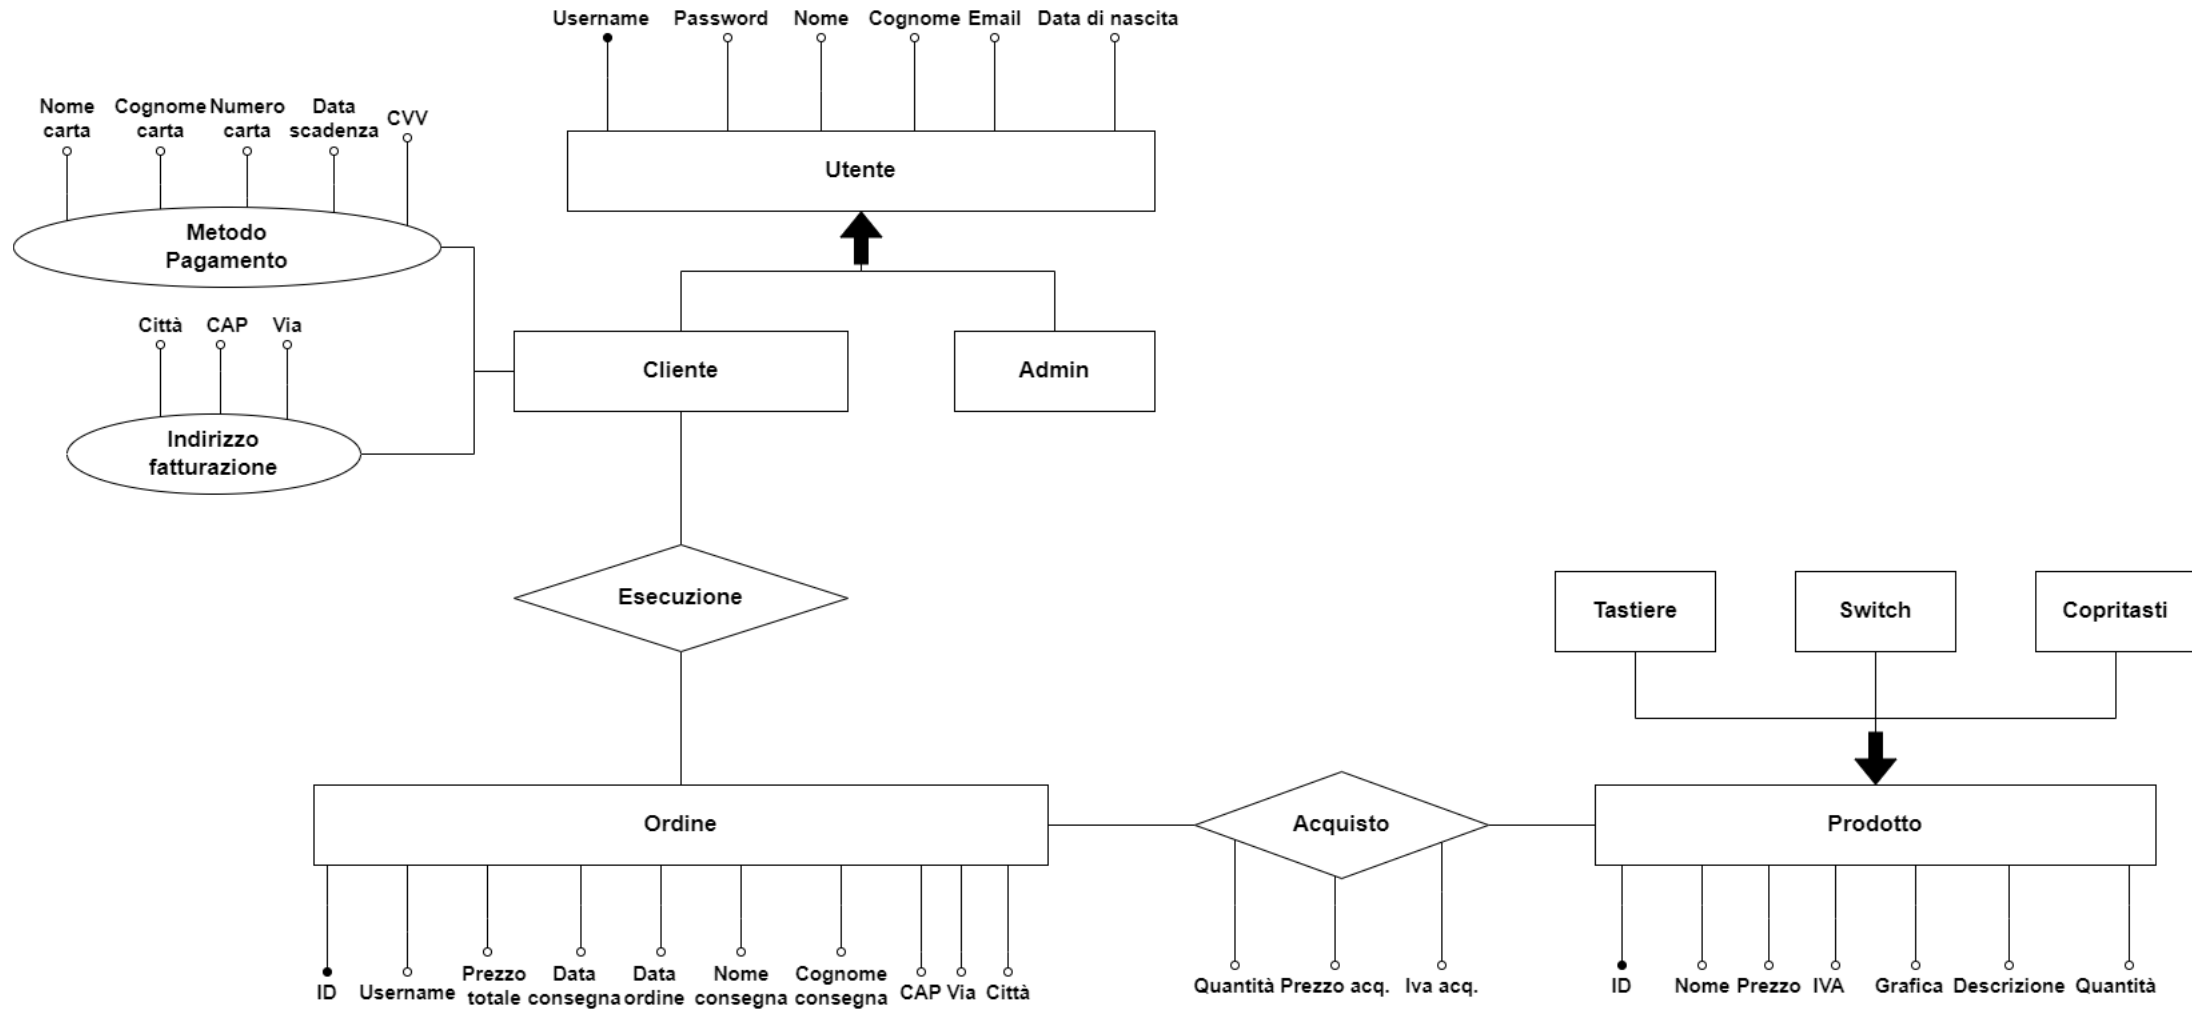 Username Password Nome Cognome Email Data di nascita
Nome carta Cognome carta Numero carta Data scadenza CVV
Utente
Metodo
Pagamento
Città CAP Via
Cliente
Admin
Indirizzo
fatturazione
Esecuzione
Tastiere
Switch
Copritasti
Ordine
Acquisto
Prodotto
ID Username Prezzo totale Data consegna Data ordine Nome consegna Cognome consegna CAP Via Città
Quantità Prezzo acq. Iva acq.
ID Nome Prezzo IVA Grafica Descrizione Quantità